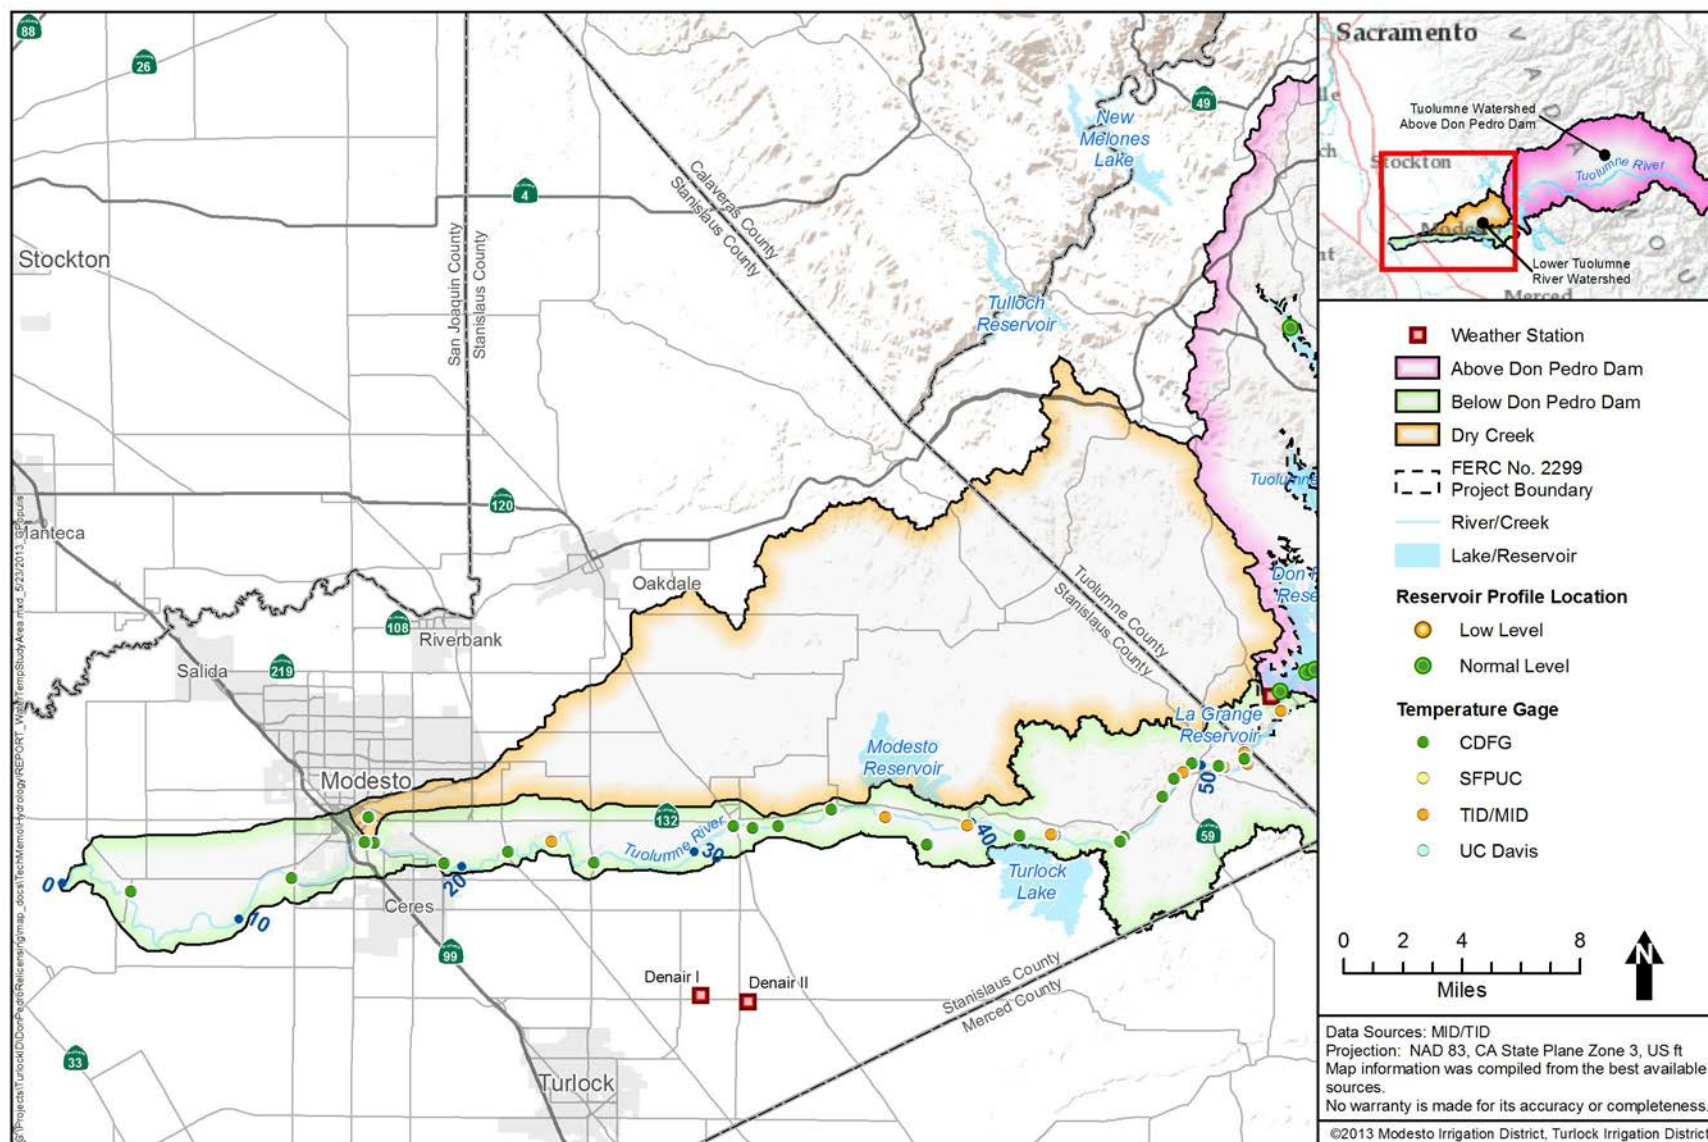 88
26
49
New
Melones
Lake
4
Calaveras County
Stanislaus County
Stockton
San Joaquin County
Stanislaus County
Tulloch
Reservoir
120
Manteca
Oakdale
108
Riverbank
Salida
219
Tuolumne County
Stanislaus County
Tuolumne
Don P
Rese
La Grange
Reservoir
Modesto
Reservoir
Modesto
132
Tuolumne River
0
10
20
30
40
50
59
Turlock
Lake
Ceres
99
Denair I
Denair II
Stanislaus County
Merced County
33
Turlock
Sacramento
Tuolumne Watershed
Above Don Pedro Dam
Stockton
Tuolumne River
Modesto
Lower Tuolumne
River Watershed
Merced
Weather Station
Above Don Pedro Dam
Below Don Pedro Dam
Dry Creek
FERC No. 2299
Project Boundary
River/Creek
Lake/Reservoir
Reservoir Profile Location
Low Level
Normal Level
Temperature Gage
CDFG
SFPUC
TID/MID
UC Davis
0 2 4 8
Miles
N
Data Sources: MID/TID
Projection: NAD 83, CA State Plane Zone 3, US ft
Map information was compiled from the best available
sources.
No warranty is made for its accuracy or completeness.
©2013 Modesto Irrigation District, Turlock Irrigation District